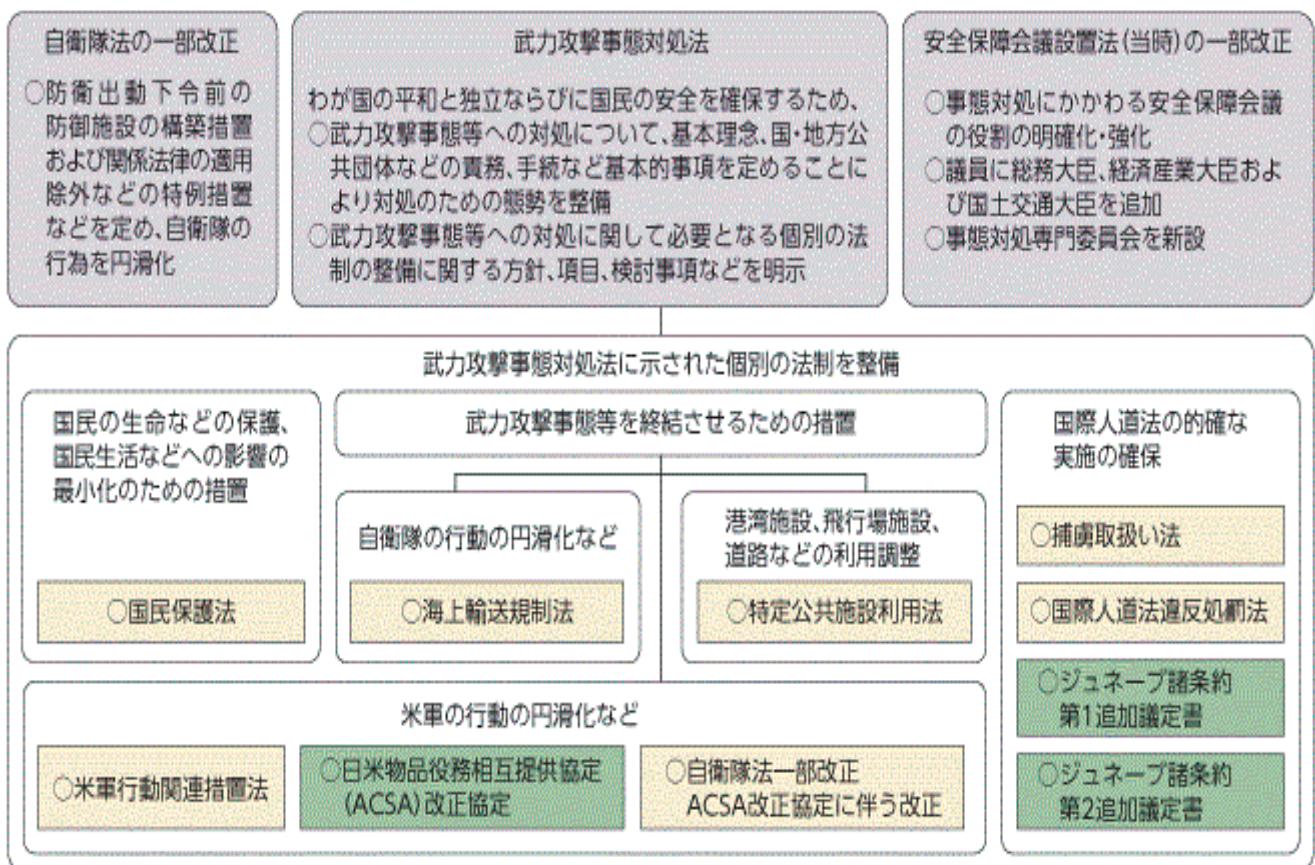 自衛隊法の一部改正
○防衛出動下令前の
防御施設の構築措置
および関係法律の適用
除外などの特例措置
などを定め、自衛隊の
行為を円滑化
武力攻撃事態対処法
わが国の平和と独立ならびに国民の安全を確保するため、
○武力攻撃事態等への対処について、基本理念、国・地方公
共団体などの責務、手続など基本的事項を定めることに
より対処のための態勢を整備
○武力攻撃事態等への対処に関して必要となる個別の法
制の整備に関する方針、項目、検討事項などを明示
安全保障会議設置法(当時)の一部改正
○事態対処にかかわる安全保障会議
の役割の明確化・強化
○議員に総務大臣、経済産業大臣およ
び国土交通大臣を追加
○事態対処専門委員会を新設
武力攻撃事態対処法に示された個別の法制を整備
国民の生命などの保護、
国民生活などへの影響の
最小化のための措置
○国民保護法
武力攻撃事態等を終結させるための措置
自衛隊の行動の円滑化など
○海上輸送規制法
港湾施設、飛行場施設、
道路などの利用調整
○特定公共施設利用法
米軍の行動の円滑化など
○米軍行動関連措置法
○日米物品役務相互提供協定
(ACSA)改正協定
○自衛隊法一部改正
ACSA改正協定に伴う改正
国際人道法の的確な
実施の確保
○捕虜取扱い法
○国際人道法違反処罰法
○ジュネーブ諸条約
第1追加議定書
○ジュネーブ諸条約
第2追加議定書